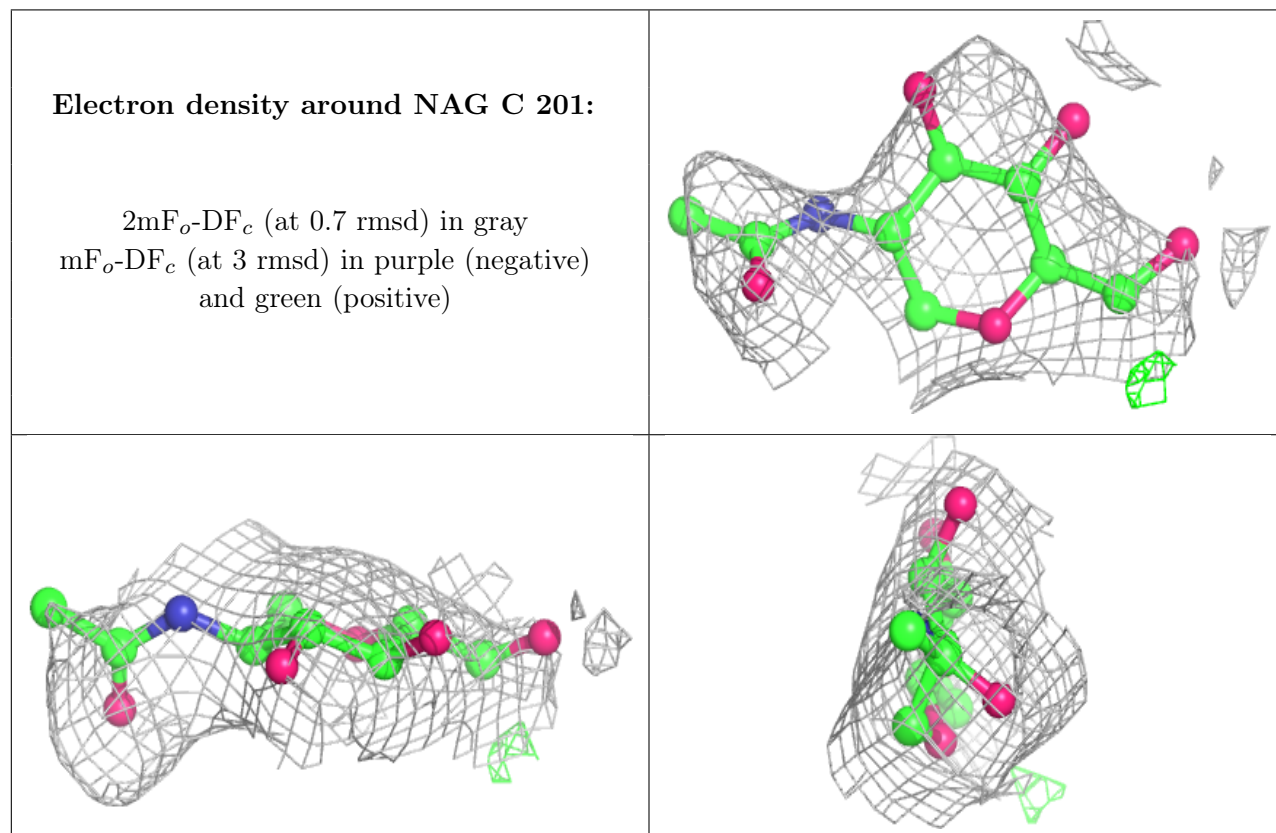 Electron density around NAG C 201:
2mFo-DFc (at 0.7 rmsd) in gray
mFo-DFc (at 3 rmsd) in purple (negative)
and green (positive)